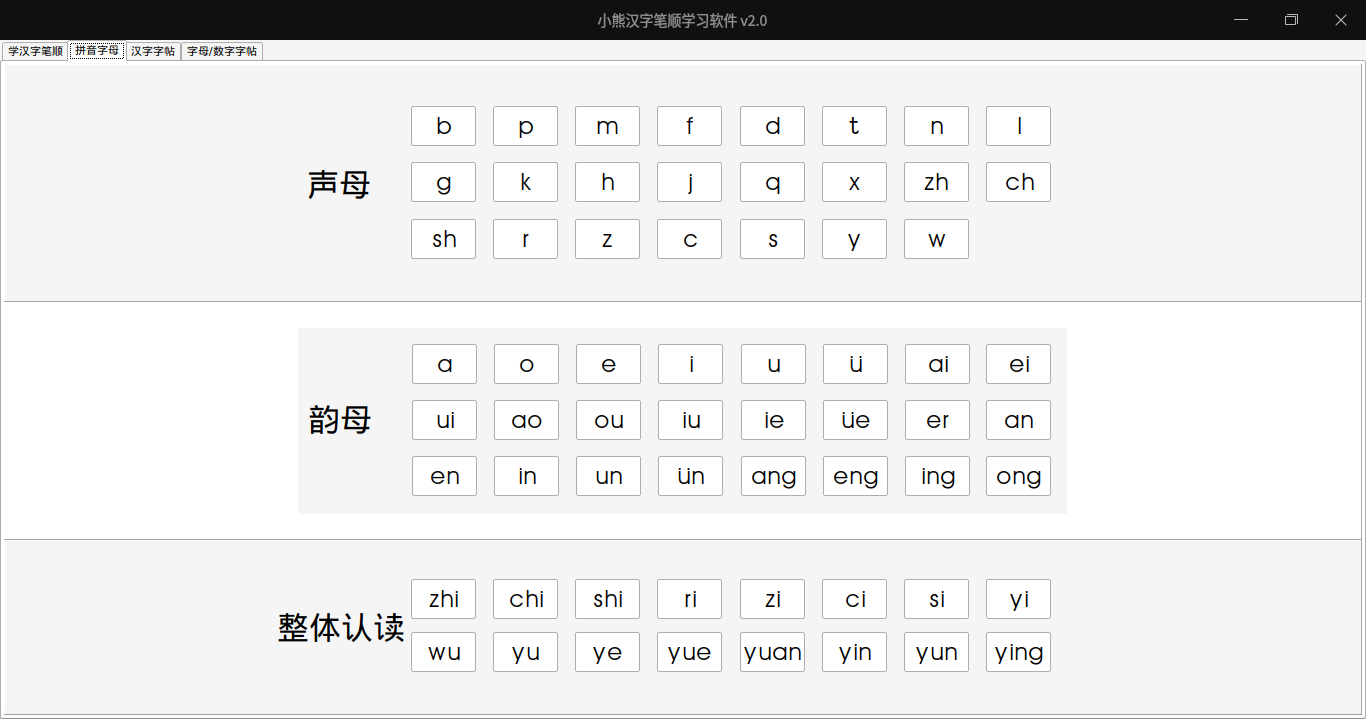 小熊汉字笔顺学习软件 v2.0
学汉字笔顺 拼音字母 汉字字帖 字母/数字字帖
b p m f d t n l
声母
g k h j q x zh ch
sh r z c s y w
a o e i u ü ai ei
韵母
ui ao ou iu ie üe er an
en in un ün ang eng ing ong
zhi chi shi ri zi ci si yi
整体认读
wu yu ye yue yuan yin yun ying